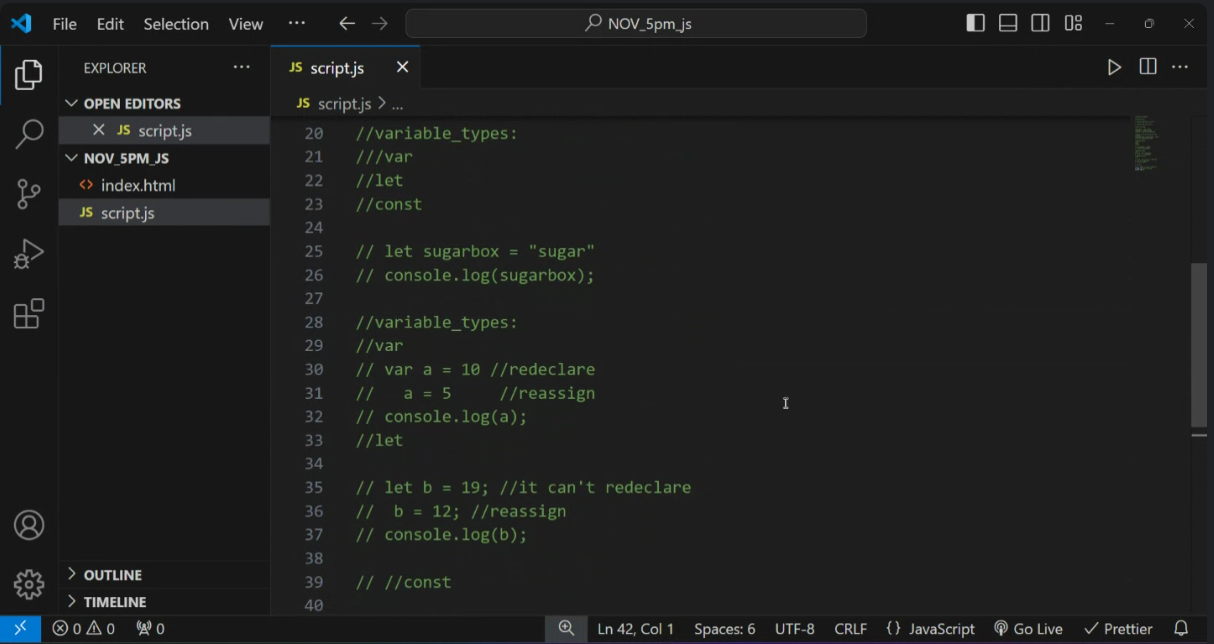 File Edit Selection View ··· NOV_5pm_js
EXPLORER ···
OPEN EDITORS
JS script.js
NOV_5PM_JS
<> index.html
JS script.js
OUTLINE
TIMELINE
JS script.js
JS script.js > ...
20 //variable_types:
21 ///var
22 //let
23 //const
24
25 // let sugarbox = "sugar"
26 // console.log(sugarbox);
27
28 //variable_types:
29 //var
30 // var a = 10 //redeclare
31 //   a = 5     //reassign
32 // console.log(a);
33 //let
34
35 // let b = 19; //it can't redeclare
36 //  b = 12; //reassign
37 // console.log(b);
38
39 // //const
40
0 0 0 Ln 42, Col 1 Spaces: 6 UTF-8 CRLF {} JavaScript Go Live Prettier